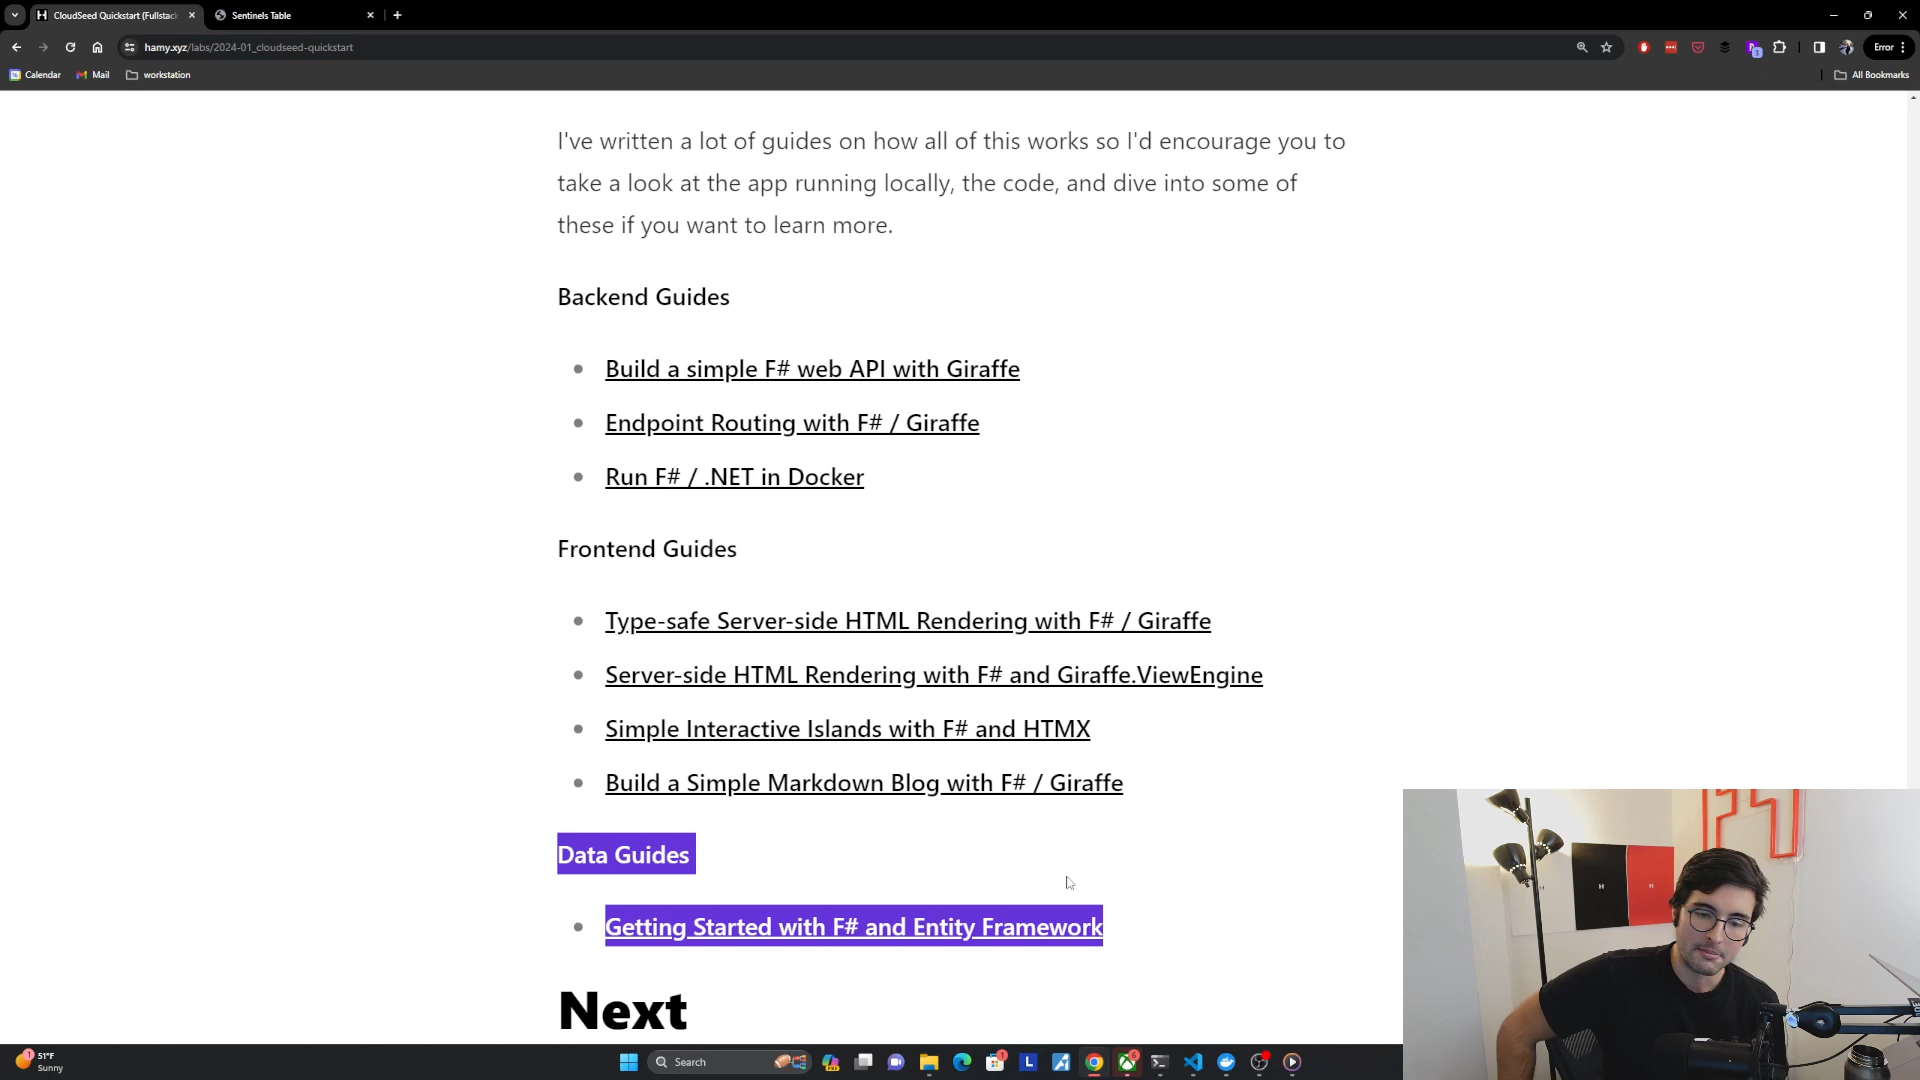 CloudSeed Quickstart (Fullstack
Sentinels Table
hamy.xyz/labs/2024-01_cloudseed-quickstart
Error
Calendar
Mail
workstation
All Bookmarks
I've written a lot of guides on how all of this works so I'd encourage you to
take a look at the app running locally, the code, and dive into some of
these if you want to learn more.
Backend Guides
Build a simple F# web API with Giraffe
Endpoint Routing with F# / Giraffe
Run F# / .NET in Docker
Frontend Guides
Type-safe Server-side HTML Rendering with F# / Giraffe
Server-side HTML Rendering with F# and Giraffe.ViewEngine
Simple Interactive Islands with F# and HTMX
Build a Simple Markdown Blog with F# / Giraffe
Data Guides
Getting Started with F# and Entity Framework
Next
H
H
51°F
Sunny
Search